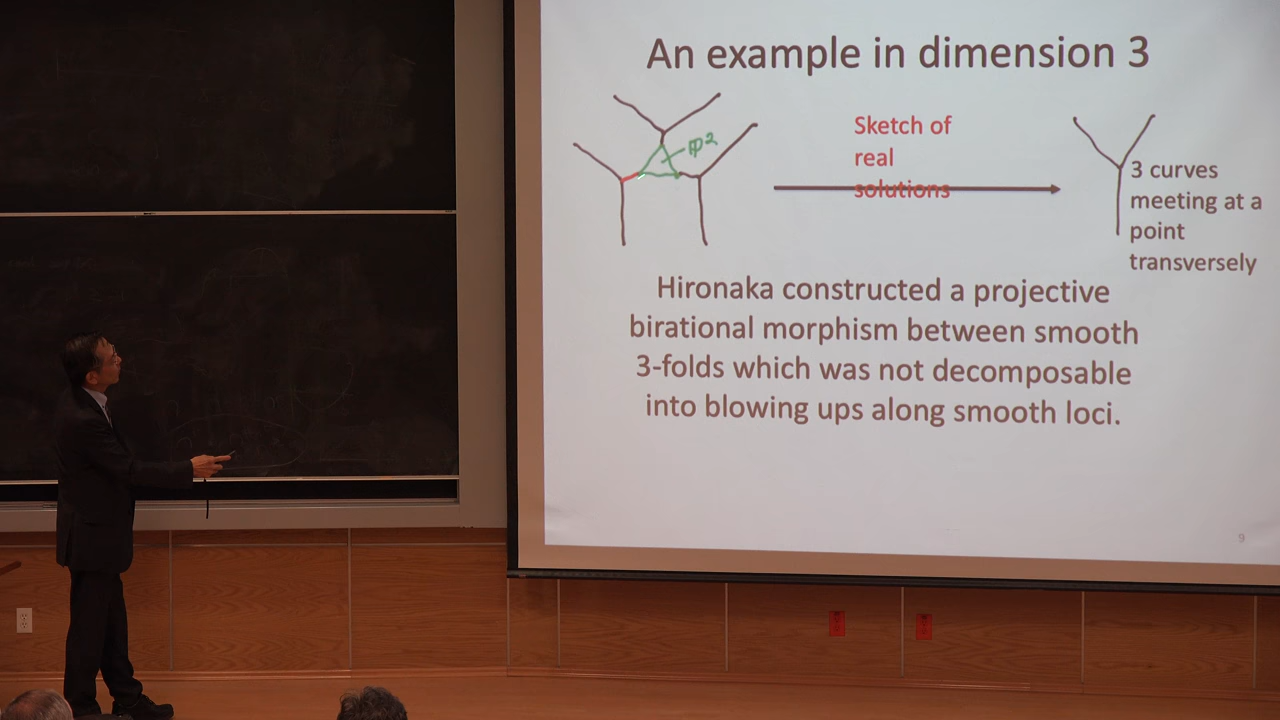 An example in dimension 3
ℙ²
Sketch of
real
solutions
3 curves
meeting at a
point
transversely
Hironaka constructed a projective
birational morphism between smooth
3-folds which was not decomposable
into blowing ups along smooth loci.
9